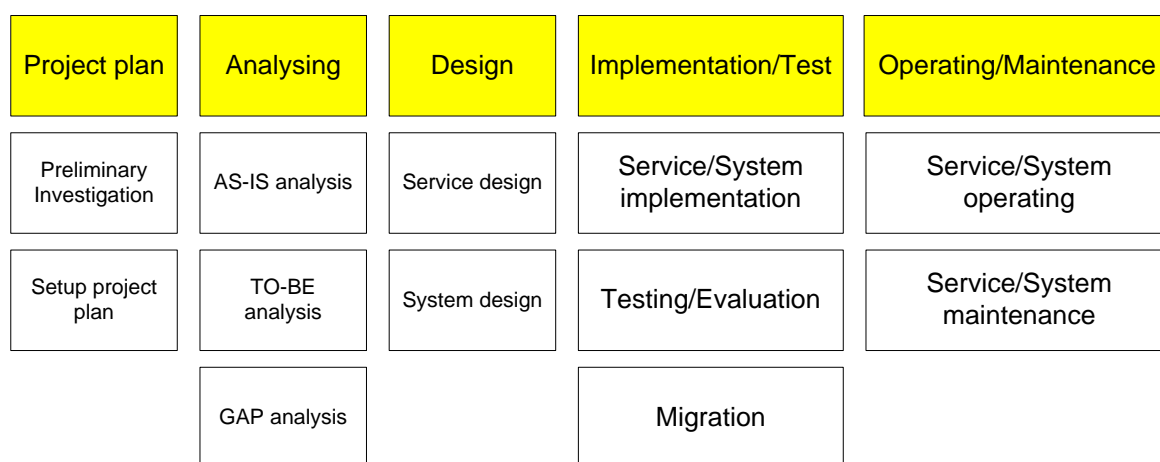 Project plan
Analysing
Design
Implementation/Test
Operating/Maintenance
Preliminary
Investigation
AS-IS analysis
Service design
Service/System
implementation
Service/System
operating
Setup project
plan
TO-BE
analysis
System design
Testing/Evaluation
Service/System
maintenance
GAP analysis
Migration